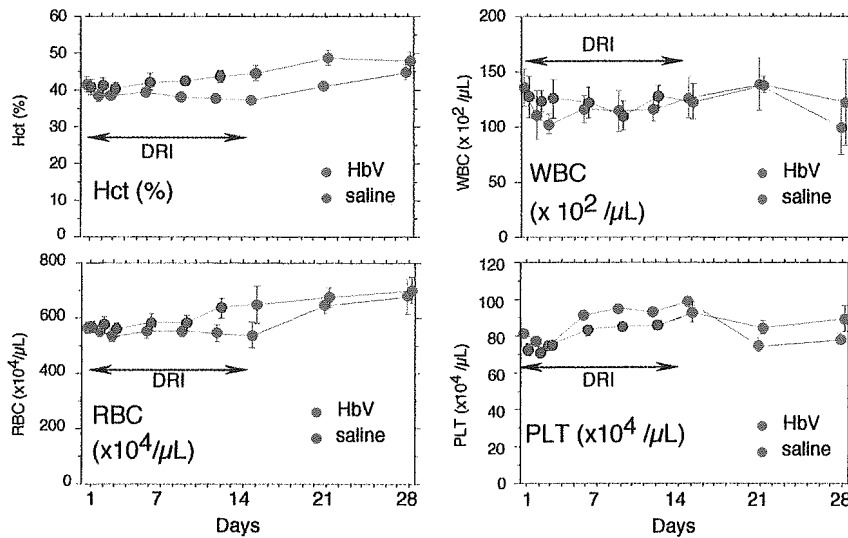 60
50
40
30
20
10
0
Hct (%)
DRI
Hct (%)
HbV
saline
200
150
100
50
0
WBC (x 10² /μL)
DRI
WBC
(x 10² /μL)
HbV
saline
800
600
400
200
0
RBC (x10⁴/μL)
DRI
RBC
(x10⁴/μL)
HbV
saline
1 7 14 21 28
Days
120
100
80
60
40
20
0
PLT (x10⁴ /μL)
DRI
PLT (x10⁴ /μL)
HbV
saline
1 7 14 21 28
Days